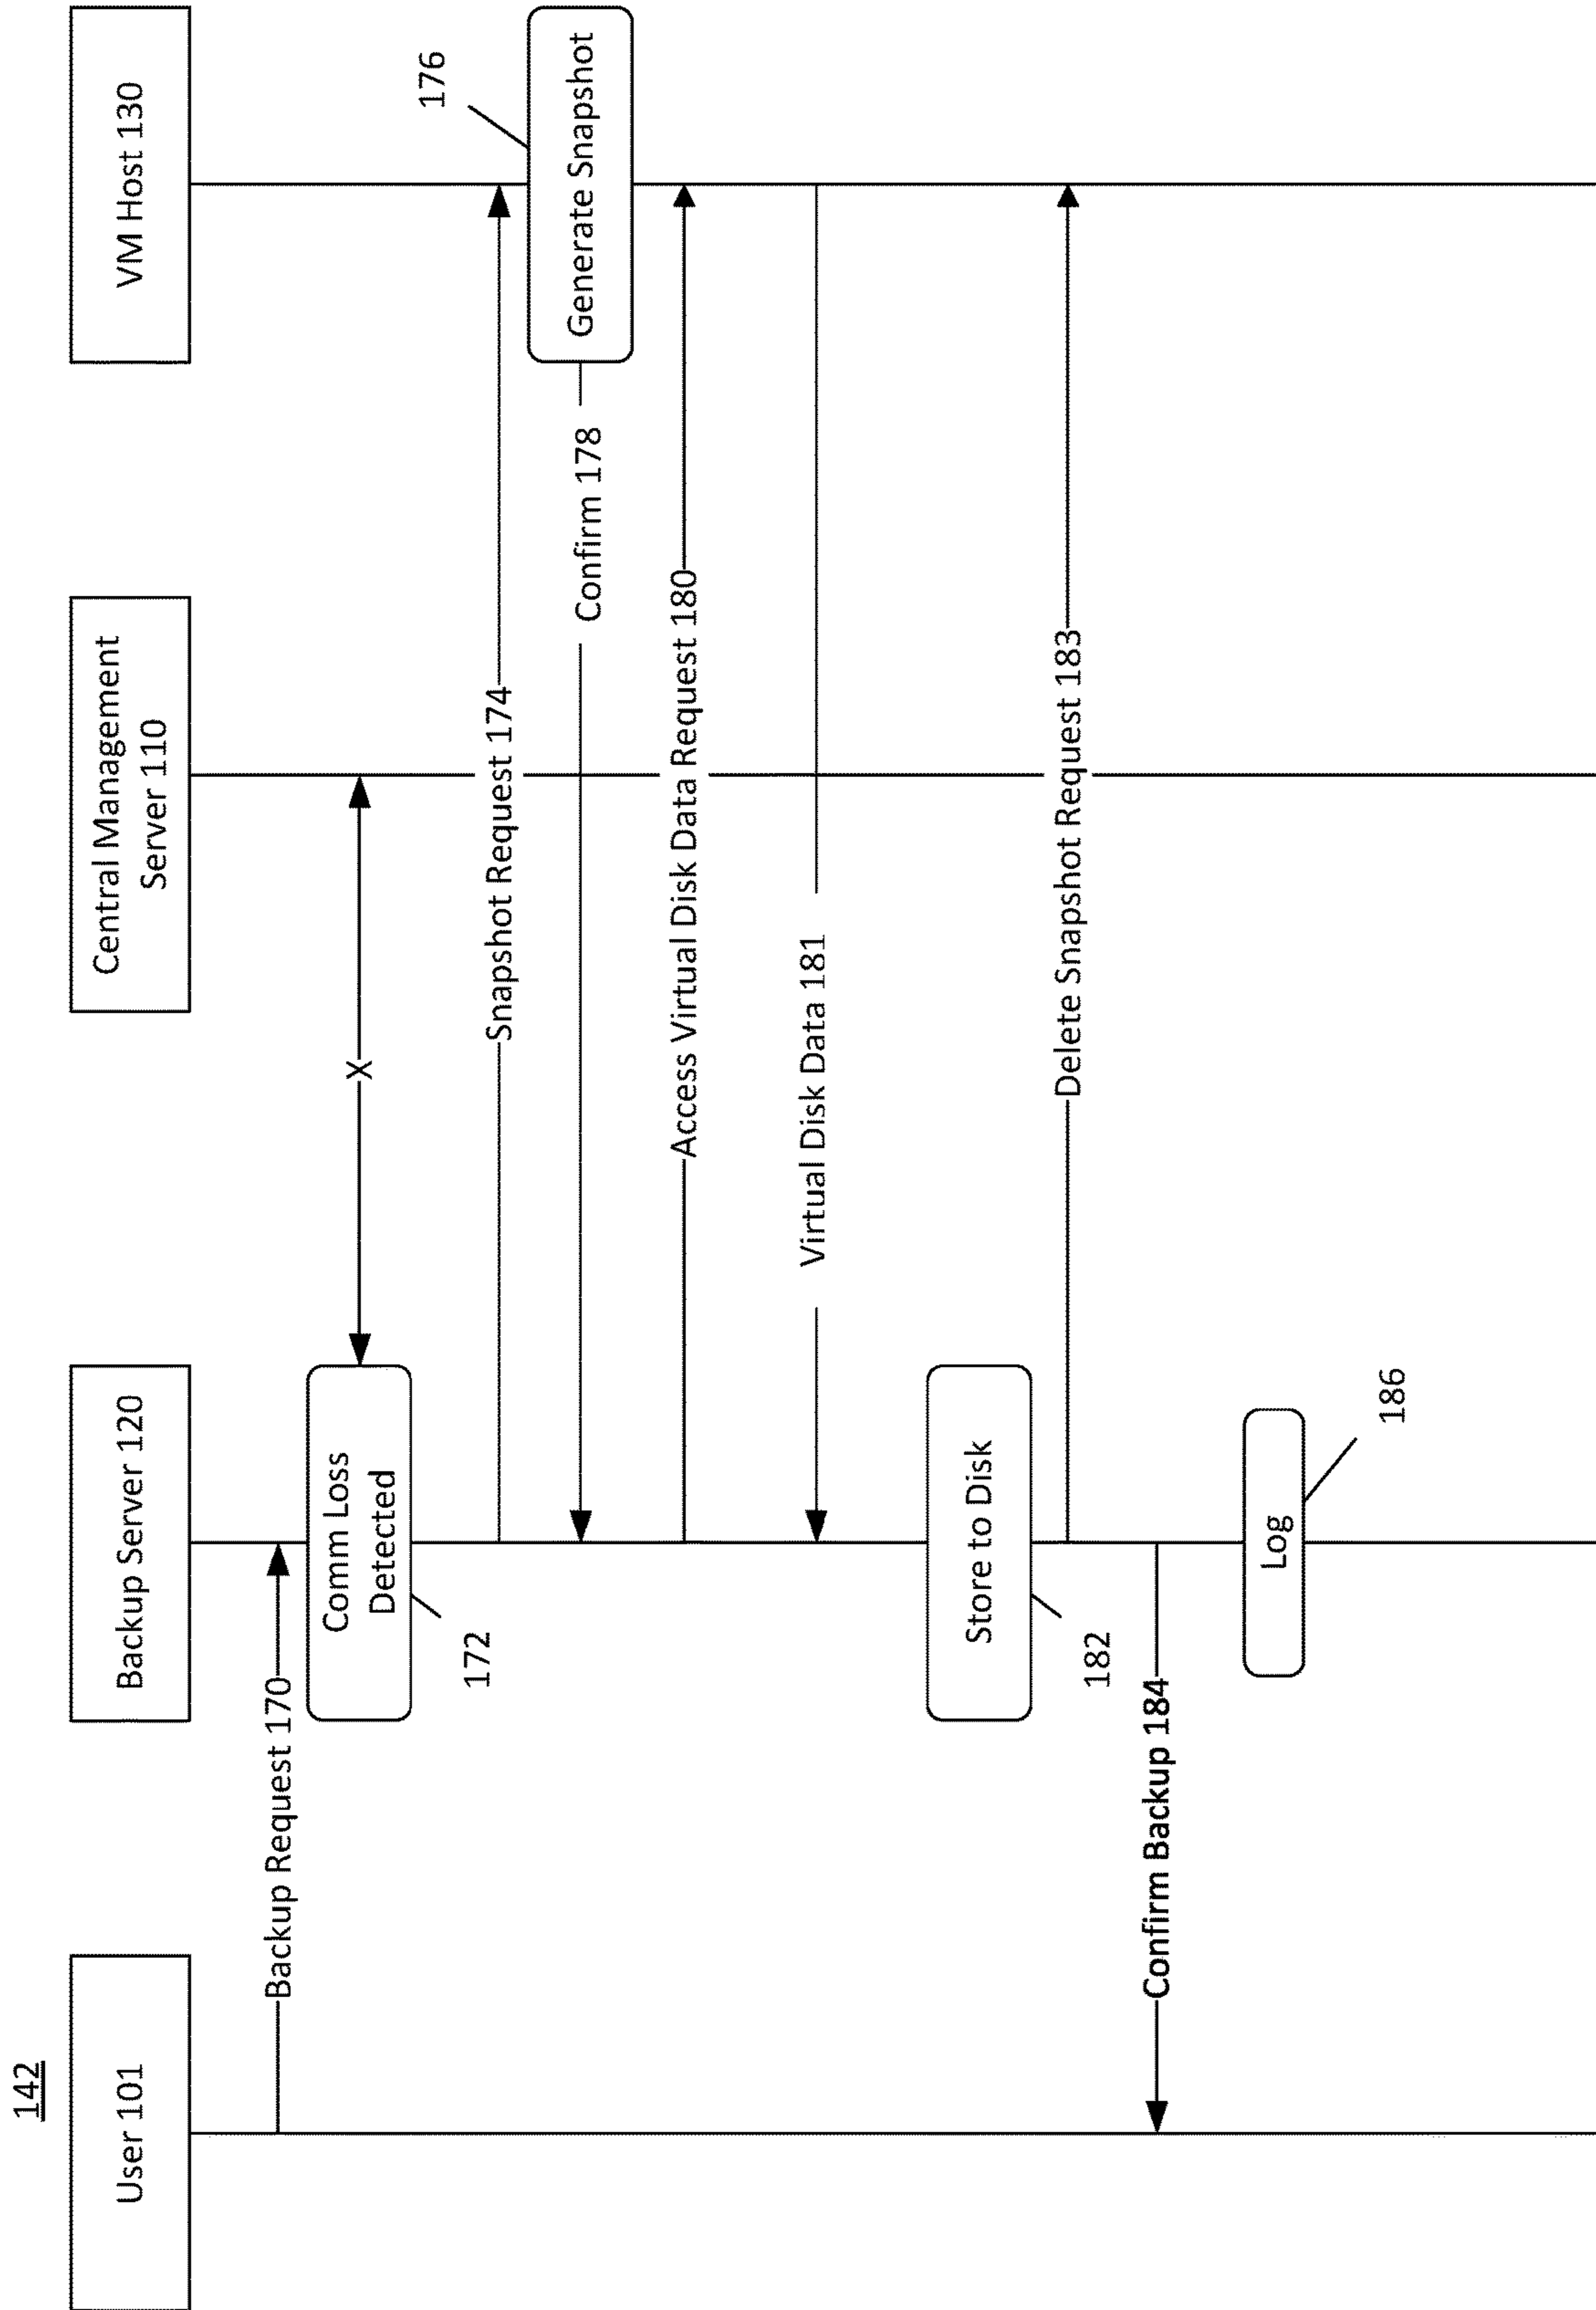 142
User 101
Backup Server 120
Central Management
Server 110
VM Host 130
Backup Request 170
Comm Loss
Detected
172
X
Snapshot Request 174
176
Generate Snapshot
Confirm 178
Access Virtual Disk Data Request 180
Virtual Disk Data 181
Store to Disk
182
Delete Snapshot Request 183
Confirm Backup 184
Log
186